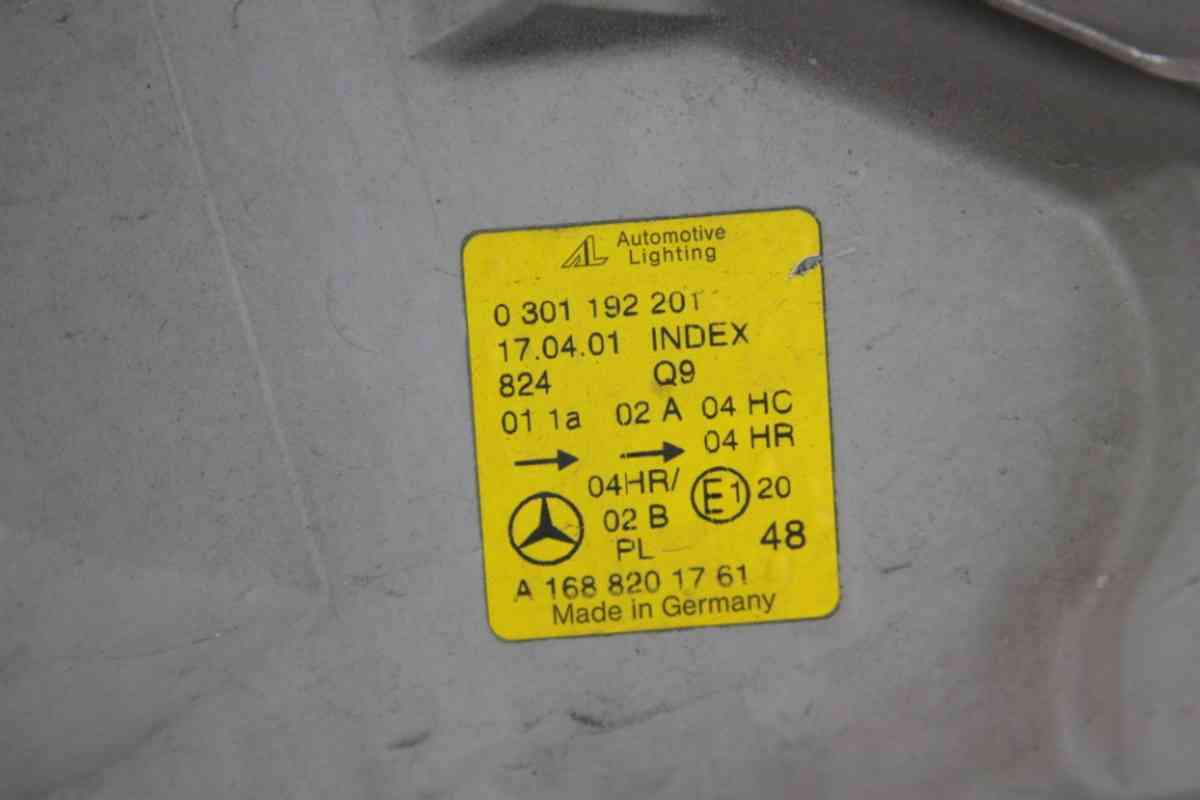 AL Automotive
Lighting
0 301 192 201
17.04.01 INDEX
824 Q9
01 1a 02 A 04 HC
04 HR
04HR/ E1 20
02 B
PL 48
A 168 820 17 61
Made in Germany